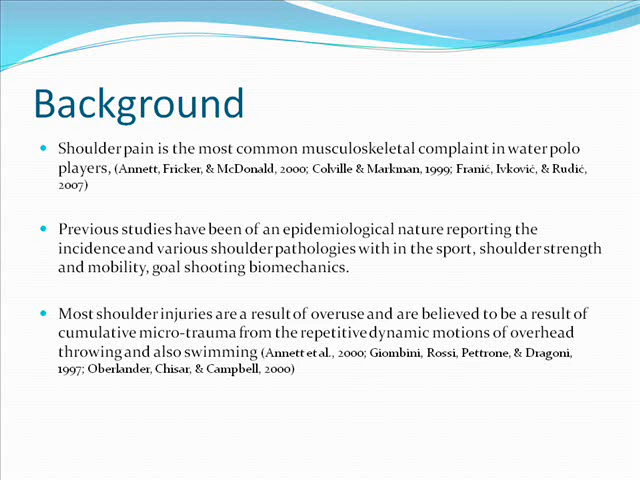 Background
• Shoulder pain is the most common musculoskeletal complaint in water polo
players, (Annett, Fricker, & McDonald, 2000; Colville & Markman, 1999; Franić, Ivković, & Rudić,
2007)
• Previous studies have been of an epidemiological nature reporting the
incidence and various shoulder pathologies with in the sport, shoulder strength
and mobility, goal shooting biomechanics.
• Most shoulder injuries are a result of overuse and are believed to be a result of
cumulative micro-trauma from the repetitive dynamic motions of overhead
throwing and also swimming (Annett et al., 2000; Giombini, Rossi, Pettrone, & Dragoni,
1997; Oberlander, Chisar, & Campbell, 2000)